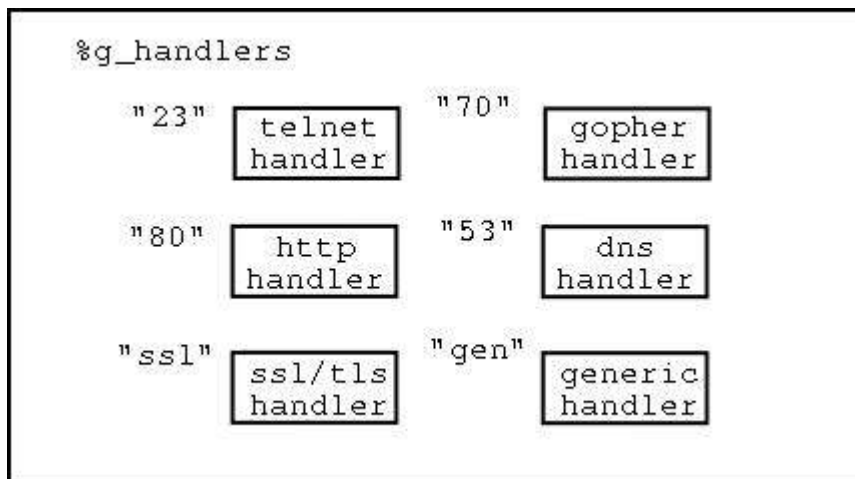 %g_handlers
"23" telnet handler
"70" gopher handler
"80" http handler
"53" dns handler
"ssl" ssl/tls handler
"gen" generic handler